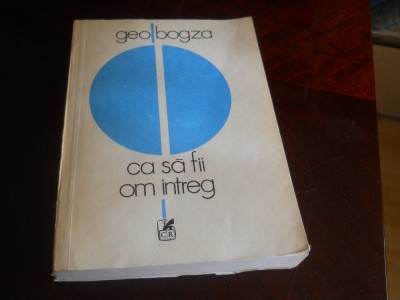 geo bogza
ca să fii
om întreg
CR